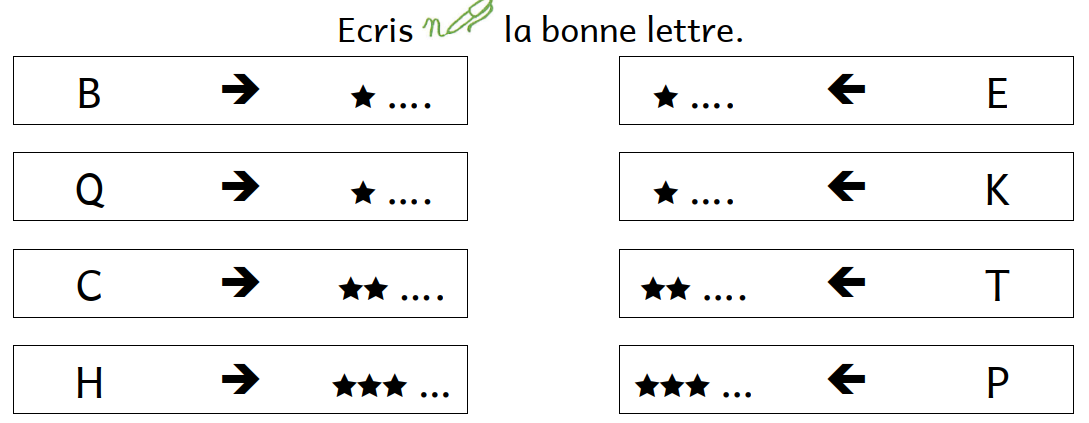 Ecris n la bonne lettre.
B ➔ ★ .... ★ .... 🡰 E
Q ➔ ★ .... ★ .... 🡰 K
C ➔ ★★ .... ★★ .... 🡰 T
H ➔ ★★★ ... ★★★ ... 🡰 P